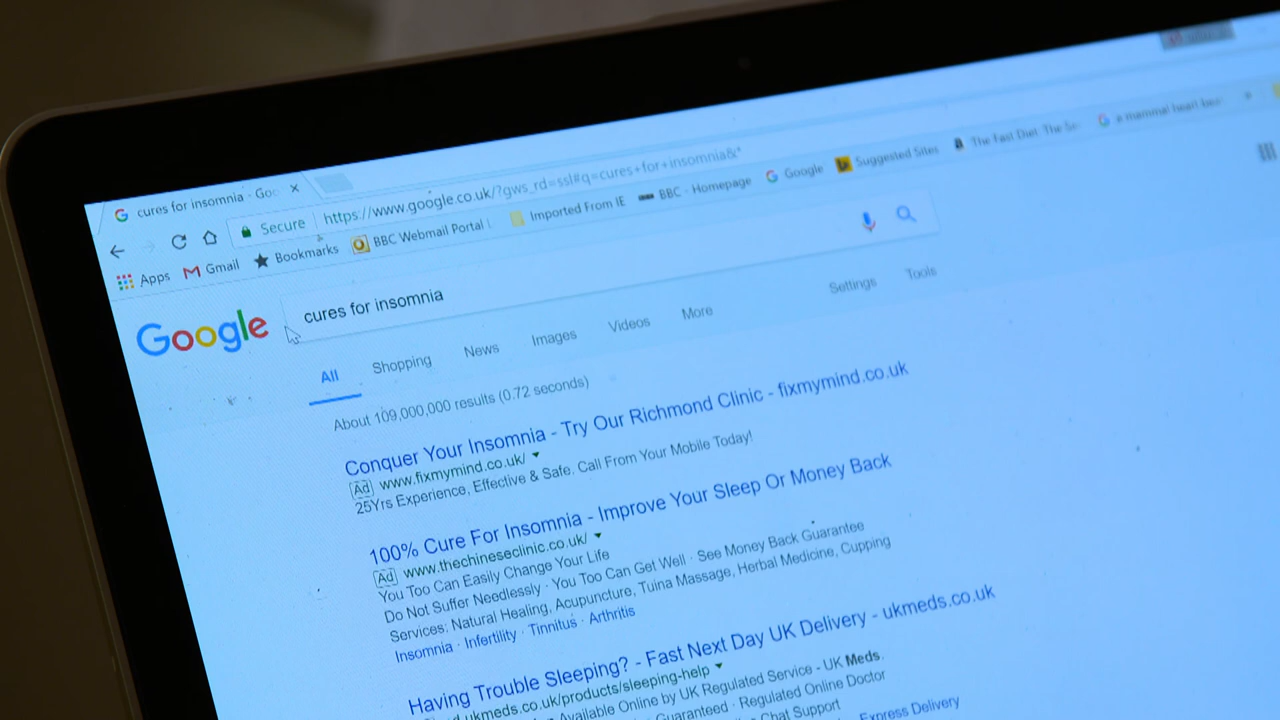 cures for insomnia - Goo
Secure https://www.google.co.uk/?gws_rd=ssl#q=cures+for+insomnia&*
Apps Gmail Bookmarks BBC Webmail Portal | Imported From IE BBC - Homepage Google Suggested Sites The Fast Diet: The Se a mammal heart bea
Google
cures for insomnia
All Shopping News Images Videos More Settings Tools
About 109,000,000 results (0.72 seconds)
Conquer Your Insomnia - Try Our Richmond Clinic - fixmymind.co.uk
Ad www.fixmymind.co.uk/
25Yrs Experience, Effective & Safe. Call From Your Mobile Today!
100% Cure For Insomnia - Improve Your Sleep Or Money Back
Ad www.thechineseclinic.co.uk/
You Too Can Easily Change Your Life
Do Not Suffer Needlessly · You Too Can Get Well · See Money Back Guarantee
Services: Natural Healing, Acupuncture, Tuina Massage, Herbal Medicine, Cupping
Insomnia · Infertility · Tinnitus · Arthritis
Having Trouble Sleeping? - Fast Next Day UK Delivery - ukmeds.co.uk
ukmeds.co.uk/products/sleeping-help
Available Online by UK Regulated Service - UK Meds.
Guaranteed · Regulated Online Doctor
Chat Support
Express Delivery